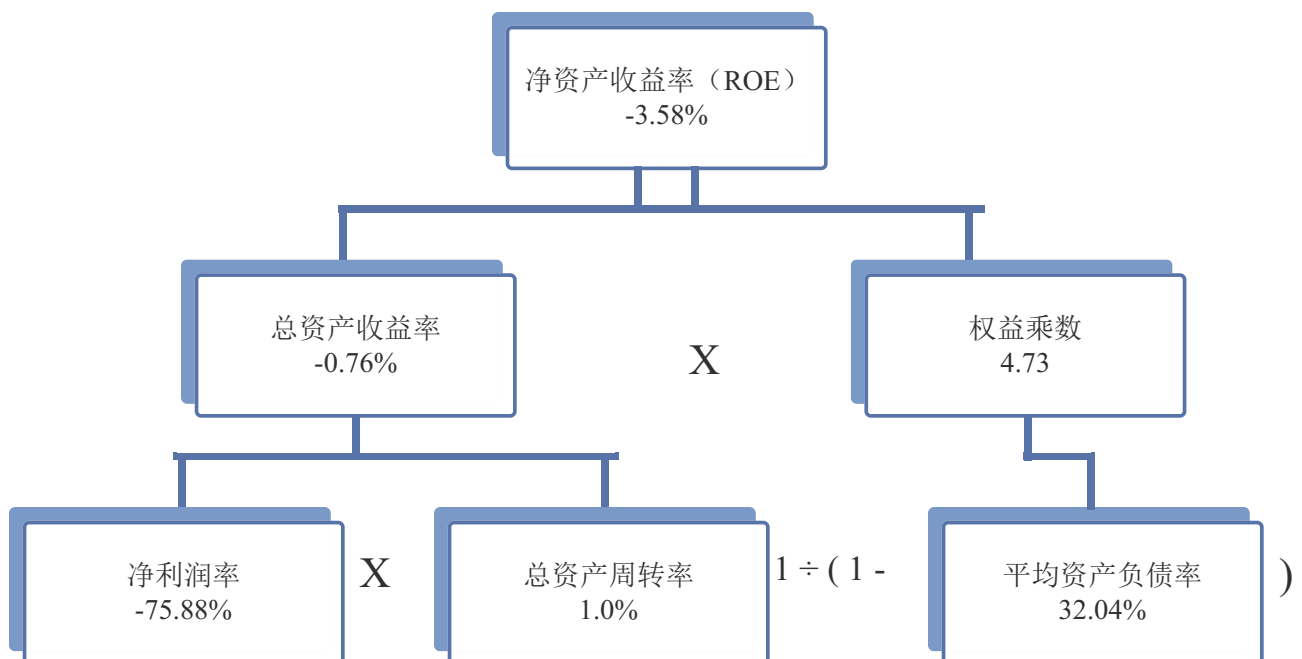 净资产收益率（ROE）
-3.58%
总资产收益率
-0.76%
X
权益乘数
4.73
净利润率
-75.88%
X
总资产周转率
1.0%
1 ÷ ( 1 -
平均资产负债率
32.04%
)